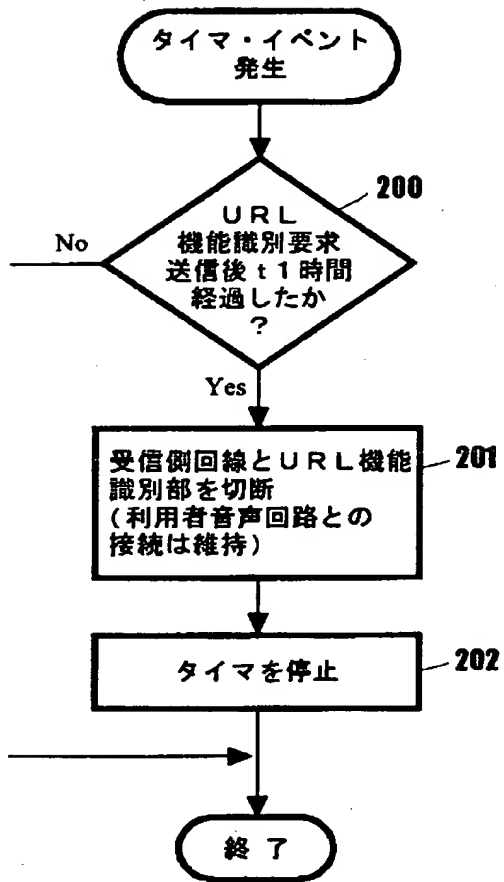 タイマ・イベント
発生
200
URL
機能識別要求
送信後t1時間
経過したか
?
No
Yes
受信側回線とURL機能
識別部を切断
(利用者音声回路との
接続は維持)
201
タイマを停止
202
終了